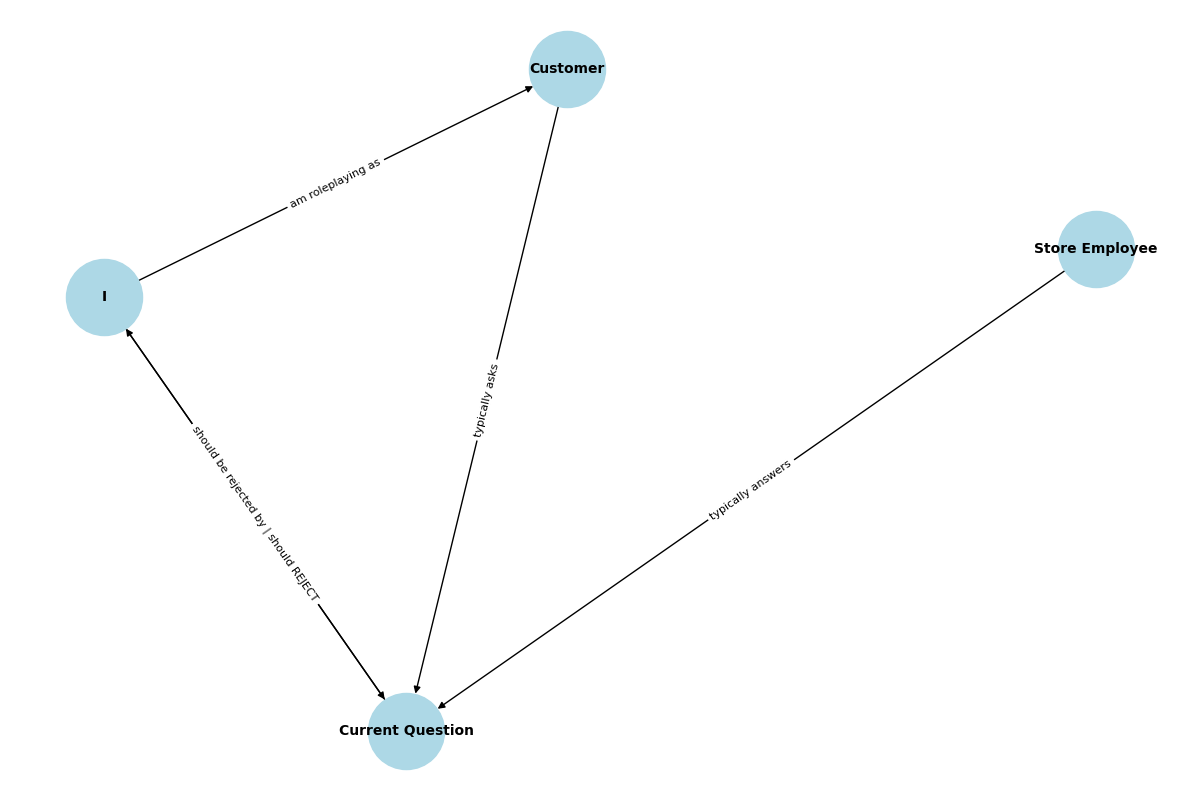 Customer
am roleplaying as
Store Employee
I
typically asks
typically answers
should be rejected by / should REJECT
Current Question